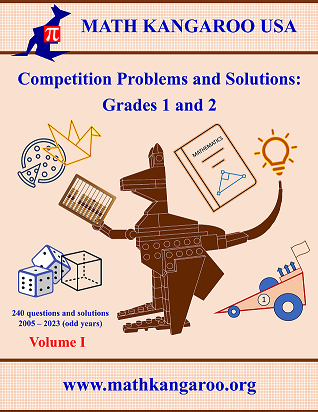 π
MATH KANGAROO USA
Competition Problems and Solutions:
Grades 1 and 2
MATHEMATICS
1
240 questions and solutions
2005 – 2023 (odd years)
Volume I
www.mathkangaroo.org